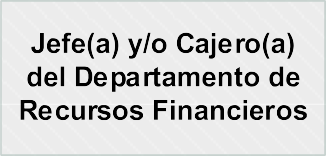 Jefe(a) y/o Cajero(a)
del Departamento de
Recursos Financieros